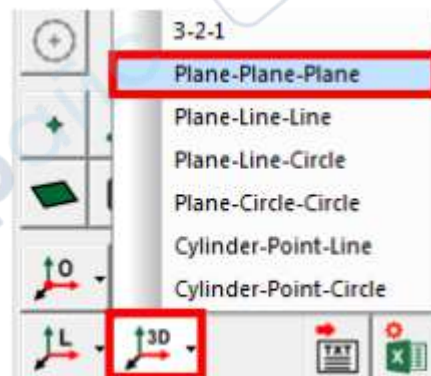 3-2-1
Plane-Plane-Plane
Plane-Line-Line
Plane-Line-Circle
Plane-Circle-Circle
Cylinder-Point-Line
Cylinder-Point-Circle
O
L
3D
TXT
X